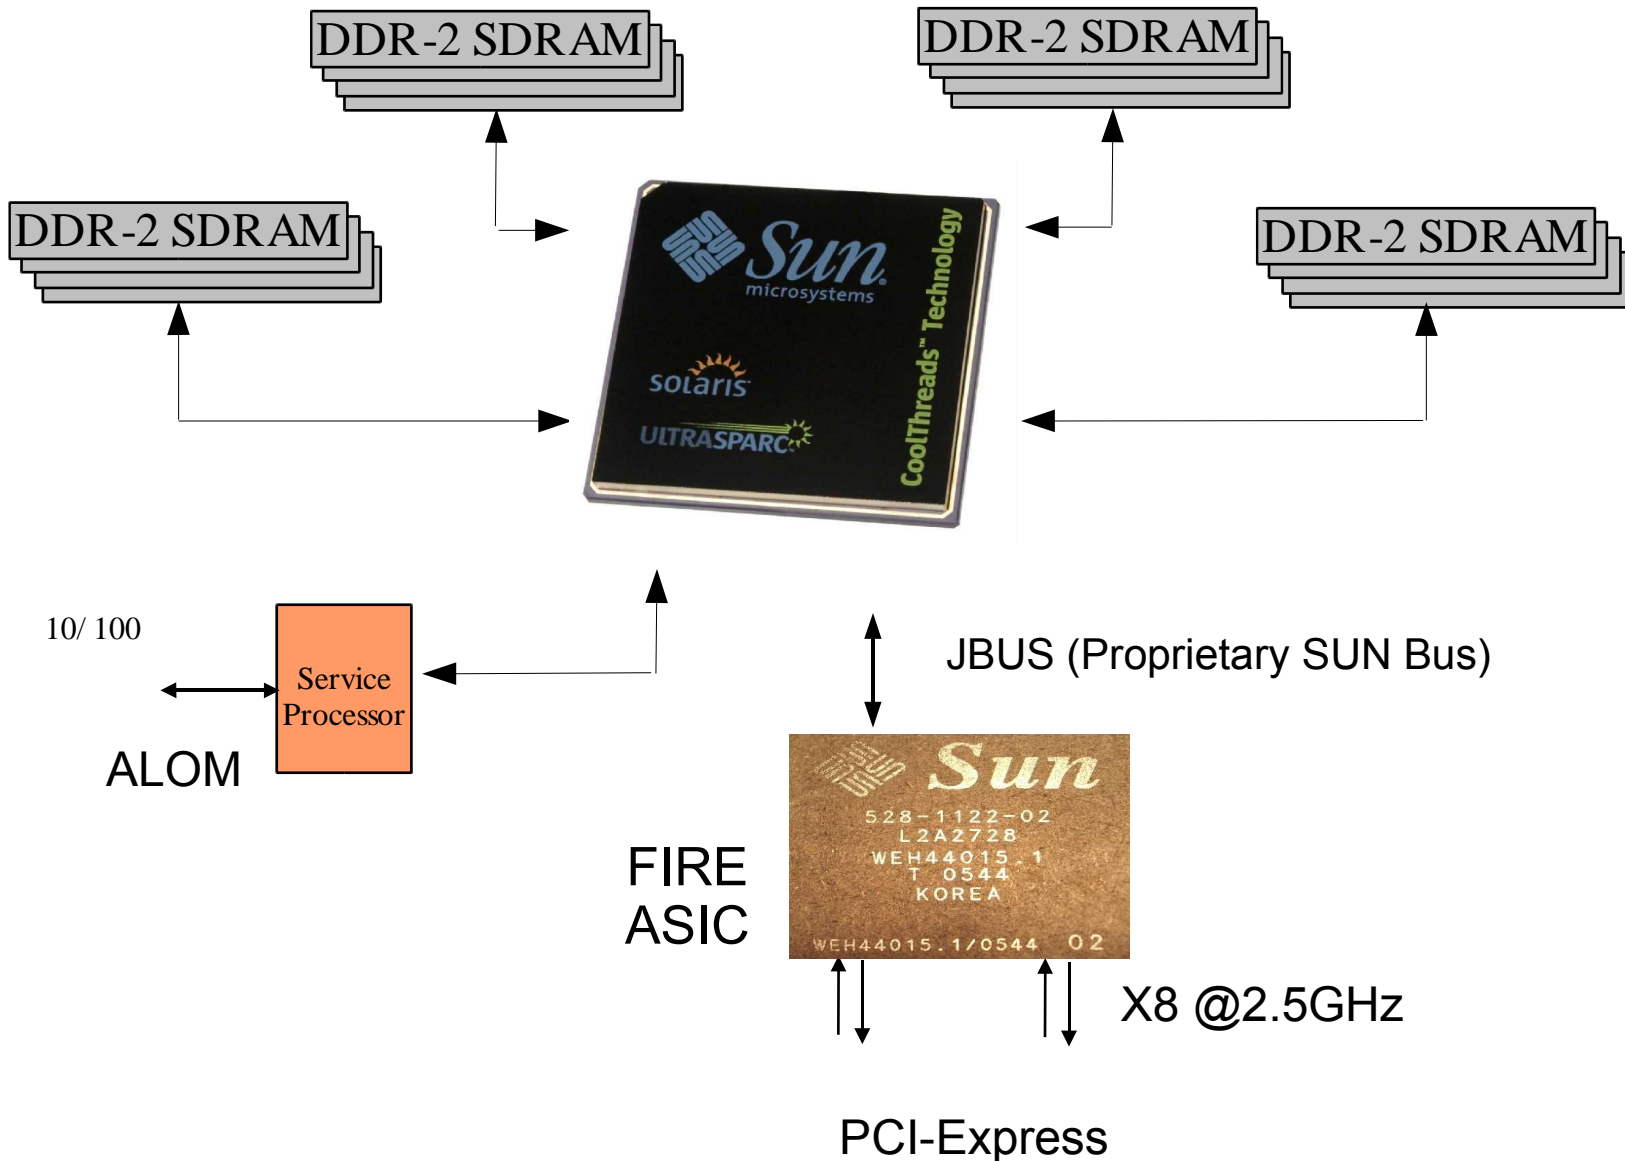 DDR-2 SDRAM
DDR-2 SDRAM
DDR-2 SDRAM
DDR-2 SDRAM
Sun
microsystems
CoolThreads™ Technology
solaris
ULTRASPARC
10/ 100
Service
Processor
ALOM
JBUS (Proprietary SUN Bus)
Sun
528-1122-02
L2A2728
WEH44015.1
T 0544
KOREA
WEH44015.1/0544 02
FIRE
ASIC
X8 @2.5GHz
PCI-Express